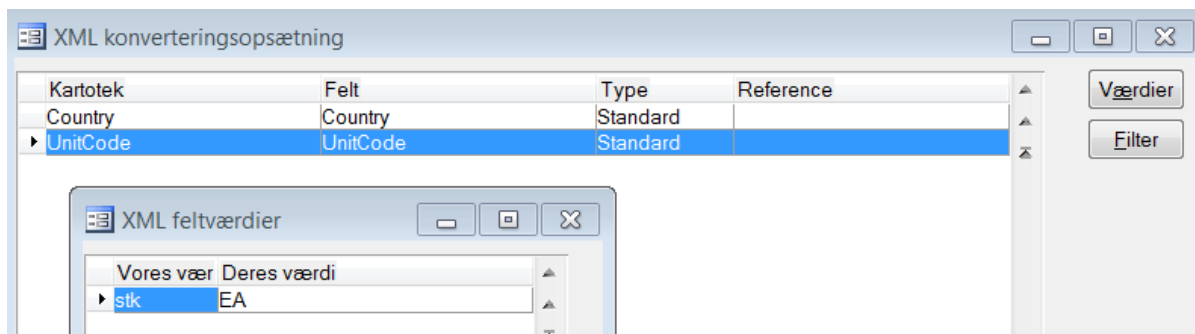 XML konverteringsopsætning
Kartotek Felt Type Reference Værdier
Country Country Standard
UnitCode UnitCode Standard Filter
XML feltværdier
Vores vær Deres værdi
stk EA